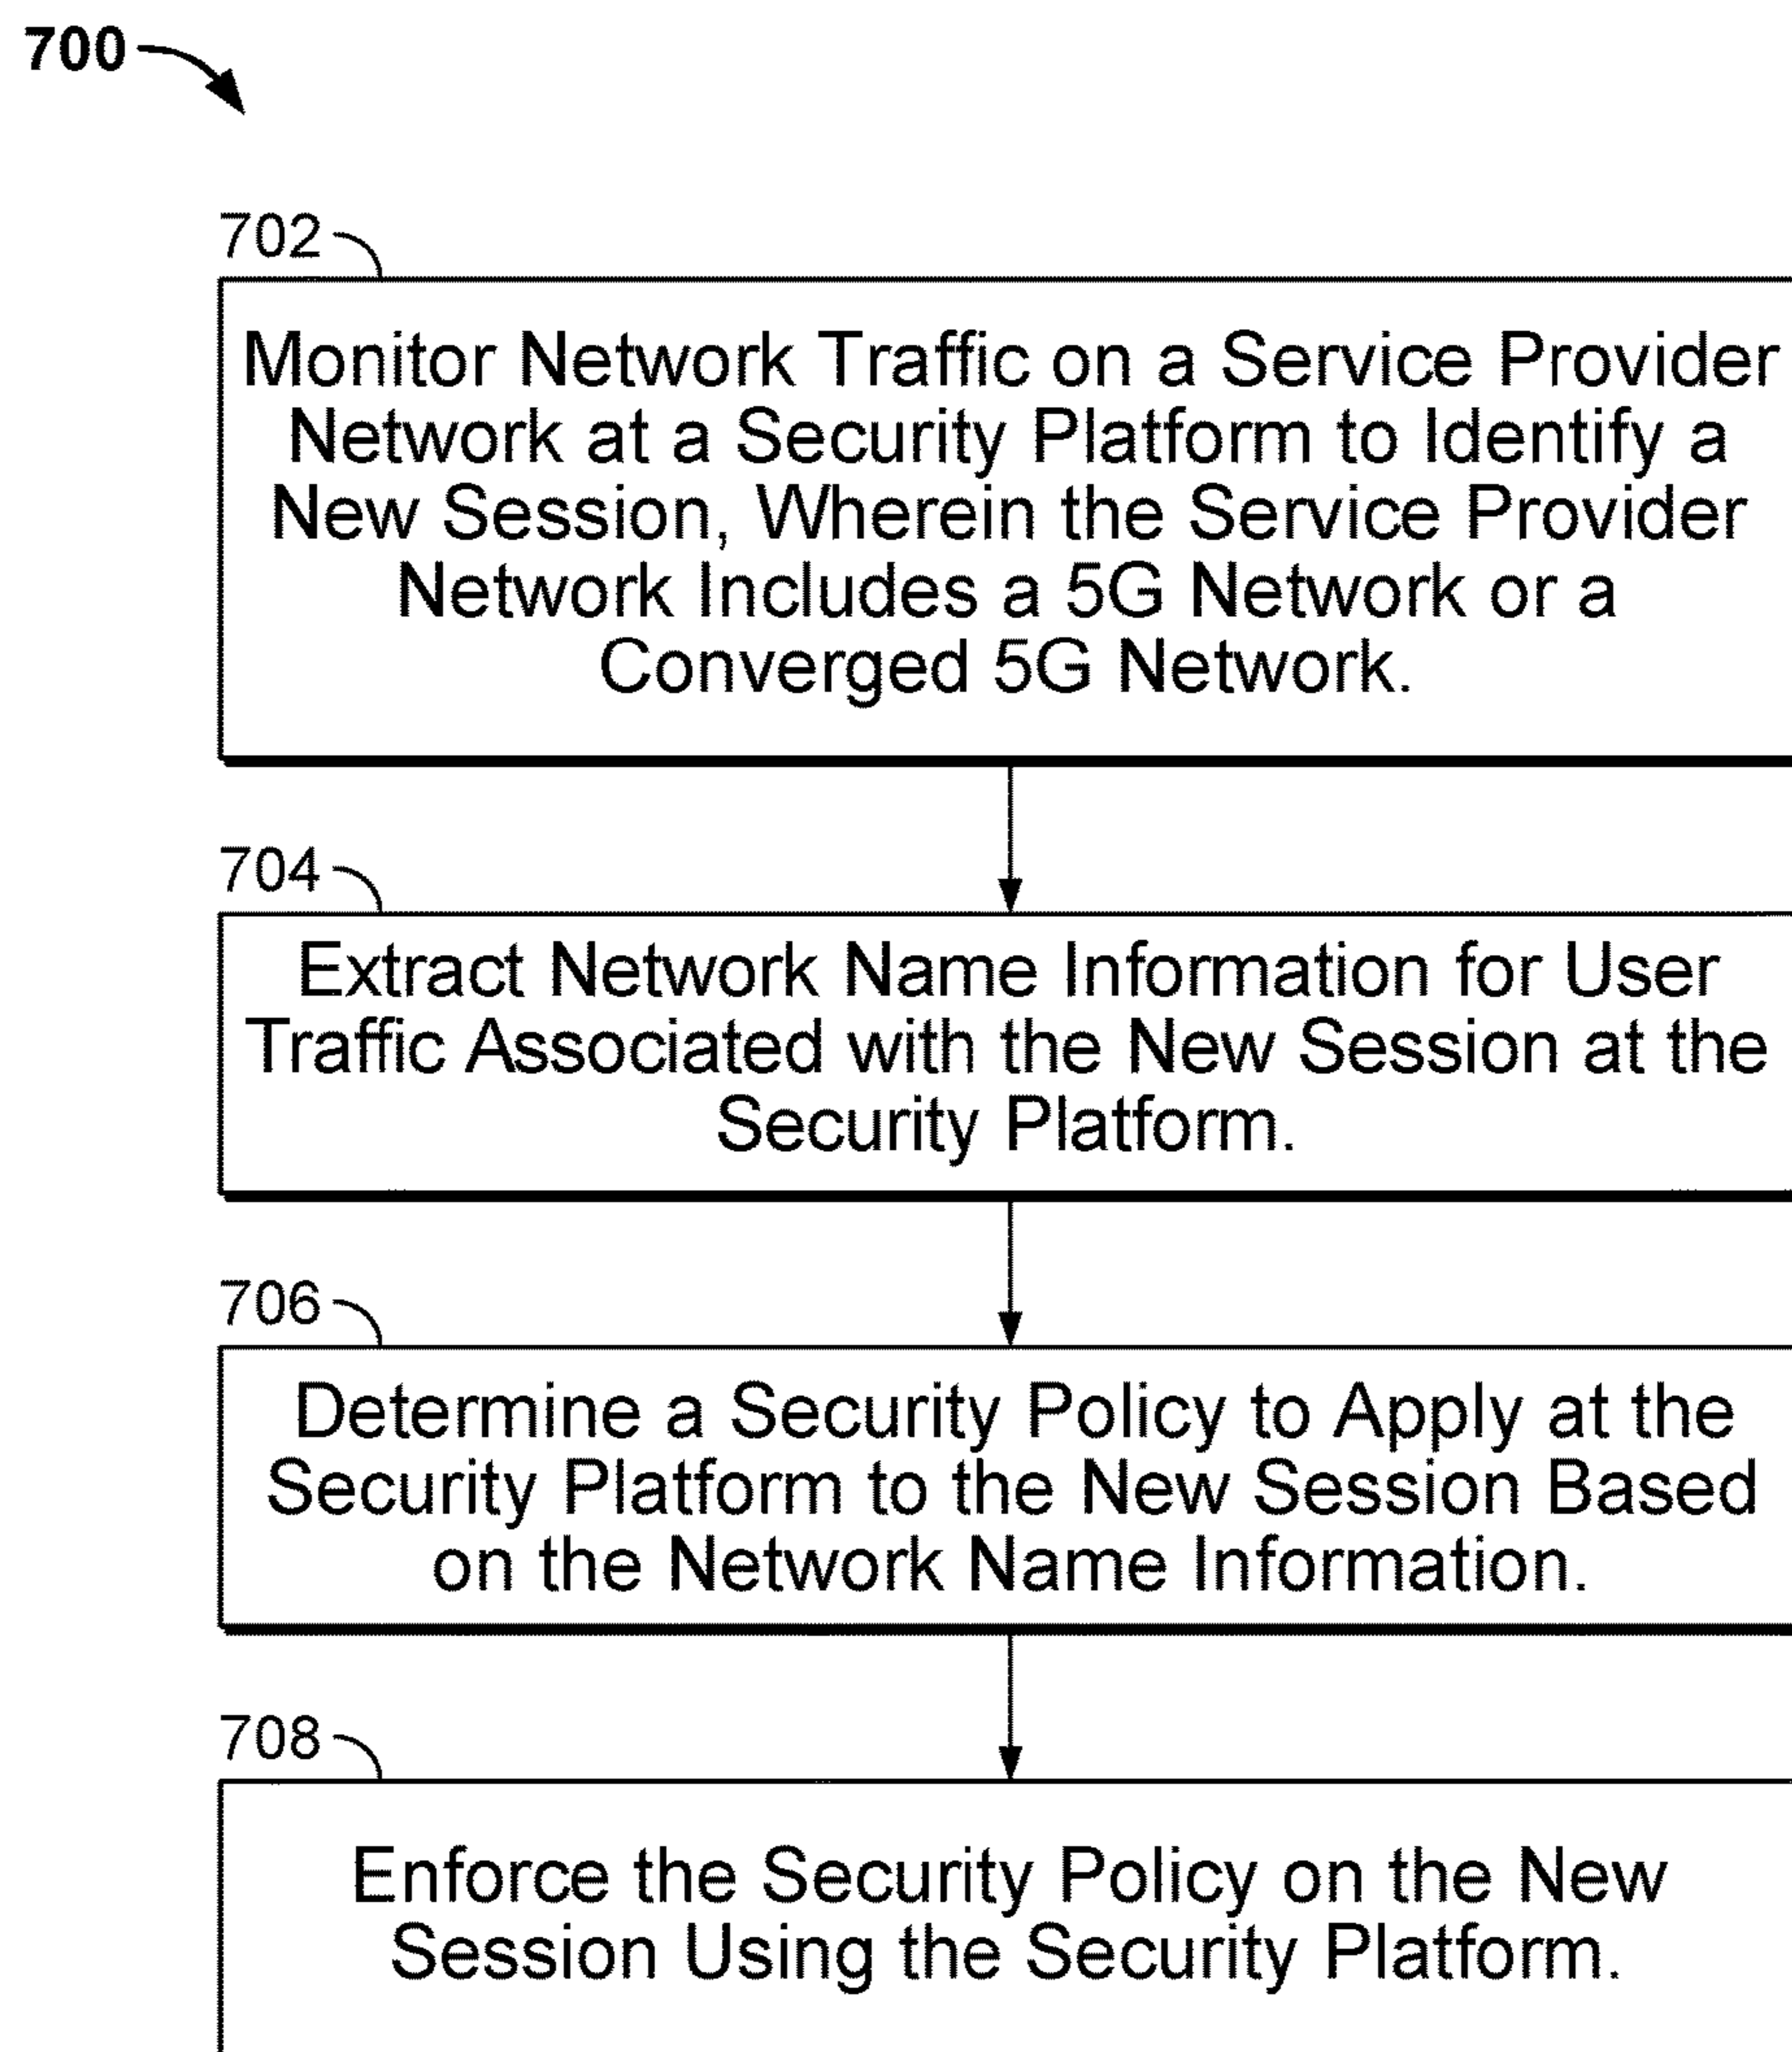 700
702
Monitor Network Traffic on a Service Provider
Network at a Security Platform to Identify a
New Session, Wherein the Service Provider
Network Includes a 5G Network or a
Converged 5G Network.
704
Extract Network Name Information for User
Traffic Associated with the New Session at the
Security Platform.
706
Determine a Security Policy to Apply at the
Security Platform to the New Session Based
on the Network Name Information.
708
Enforce the Security Policy on the New
Session Using the Security Platform.